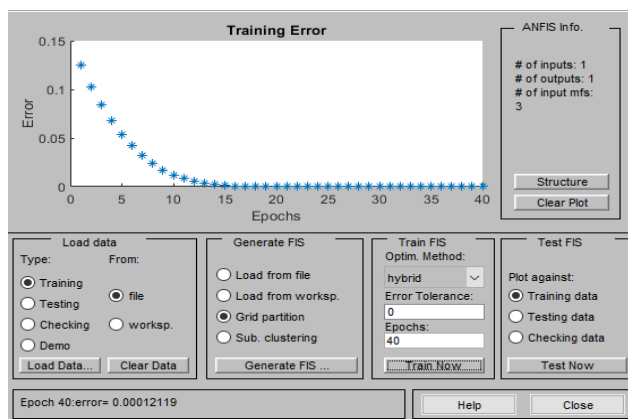 Training Error
0.15
0.1
0.05
0
Error
0 5 10 15 20 25 30 35 40
Epochs
ANFIS Info.
# of inputs: 1
# of outputs: 1
# of input mfs:
3
Structure
Clear Plot
Load data
Type: From:
Training
Testing
Checking
Demo
file
worksp.
Load Data... Clear Data
Generate FIS
Load from file
Load from worksp.
Grid partition
Sub. clustering
Generate FIS ...
Train FIS
Optim. Method:
hybrid
Error Tolerance:
0
Epochs:
40
Train Now
Test FIS
Plot against:
Training data
Testing data
Checking data
Test Now
Epoch 40:error= 0.00012119
Help Close